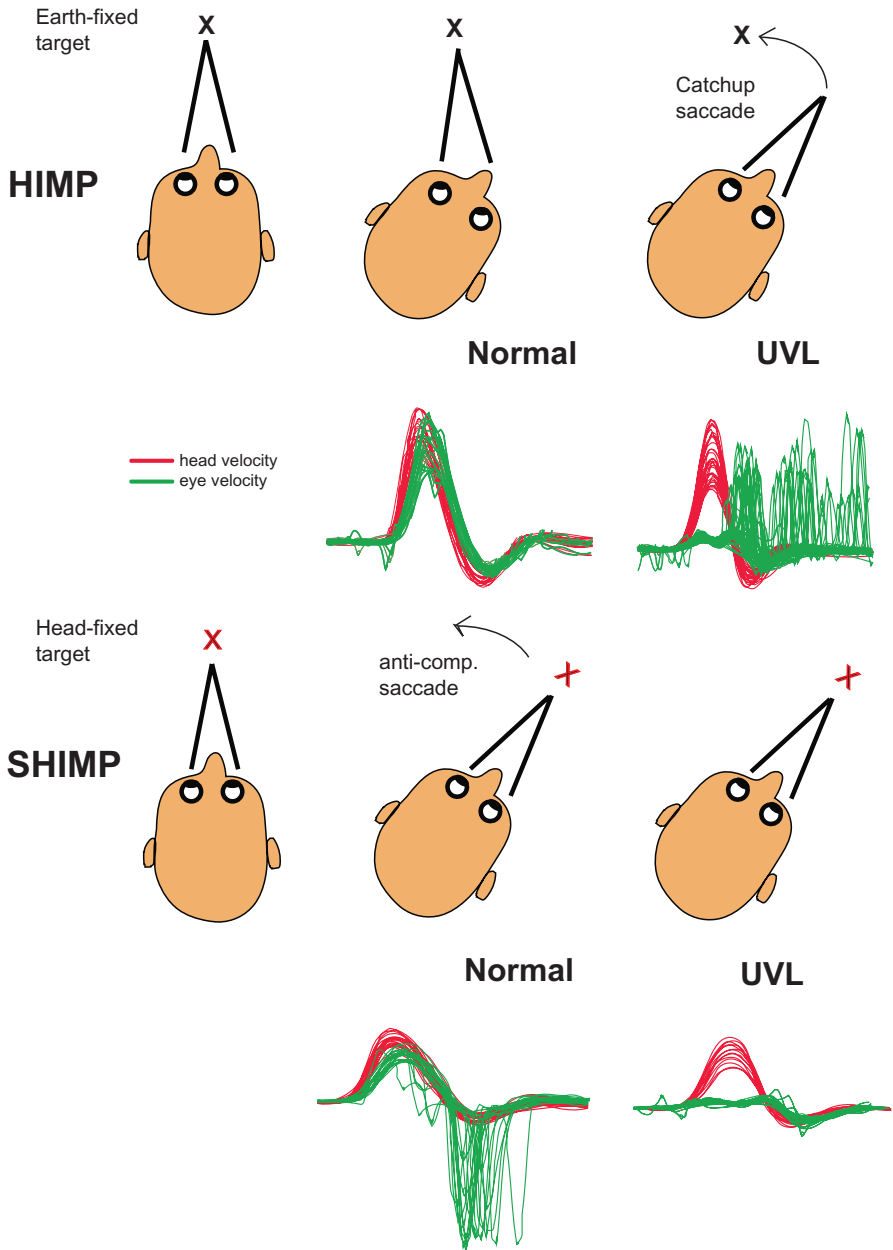 Earth-fixed
target
X
X
X
Catchup
saccade
HIMP
Normal
UVL
head velocity
eye velocity
Head-fixed
target
X
anti-comp.
saccade
X
X
SHIMP
Normal
UVL